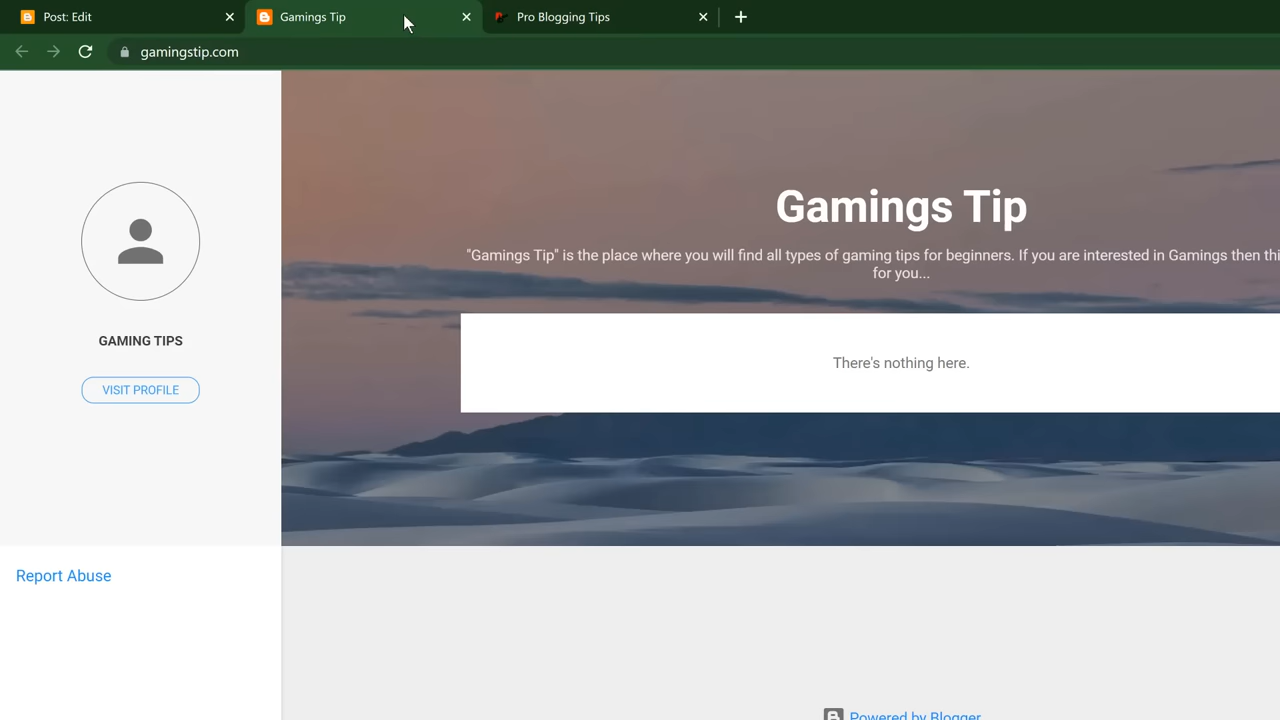 Post: Edit
Gamings Tip
Pro Blogging Tips
gamingstip.com
GAMING TIPS
VISIT PROFILE
Report Abuse
Gamings Tip
"Gamings Tip" is the place where you will find all types of gaming tips for beginners. If you are interested in Gamings then
for you...
There's nothing here.
Powered by Blogger